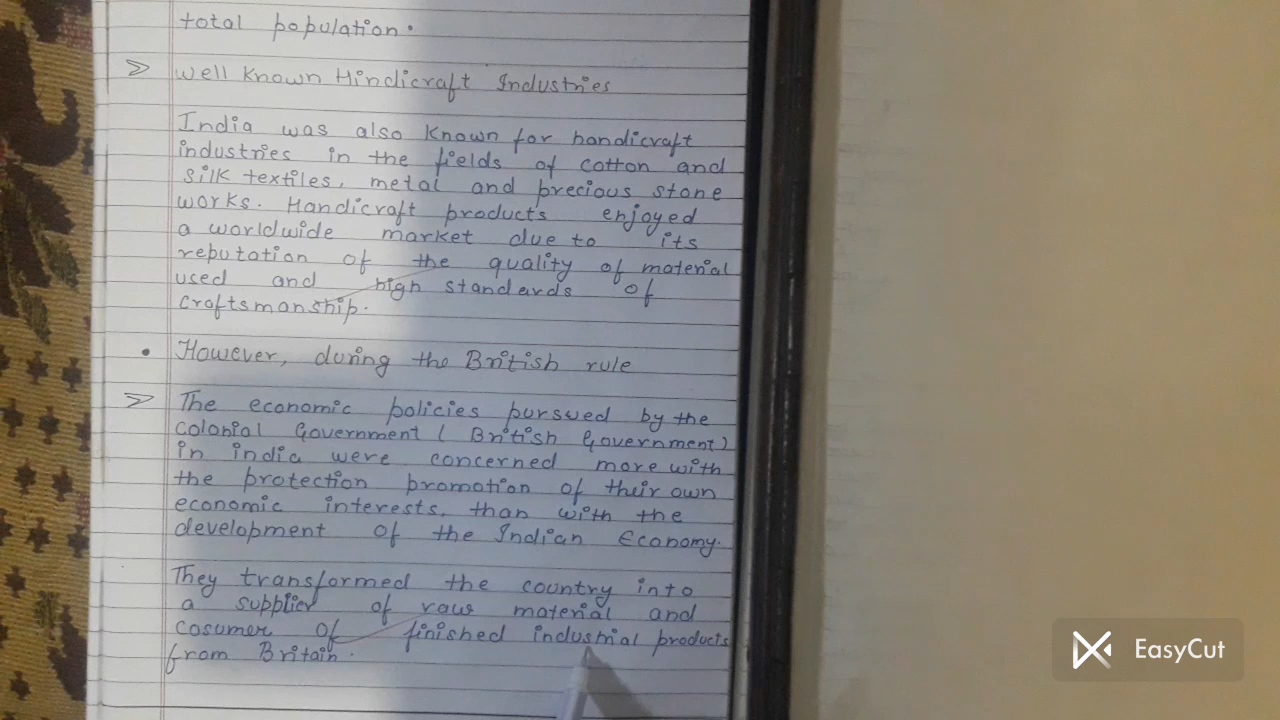 total population.
> Well Known Hindicraft Industries
India was also known for handicraft
industries in the fields of cotton and
silk textiles, metal and precious stone
works. Handicraft products enjoyed
a worldwide market due to its
reputation of the quality of material
used and high standards of
craftsmanship.
• However, during the British rule
> The economic policies pursued by the
colonial Government ( British Government)
in india were concerned more with
the protection promotion of their own
economic interests, than with the
development of the Indian Economy.
They transformed the country into
a supplier of raw material and
cosumer of finished industrial products
from Britain.
EasyCut